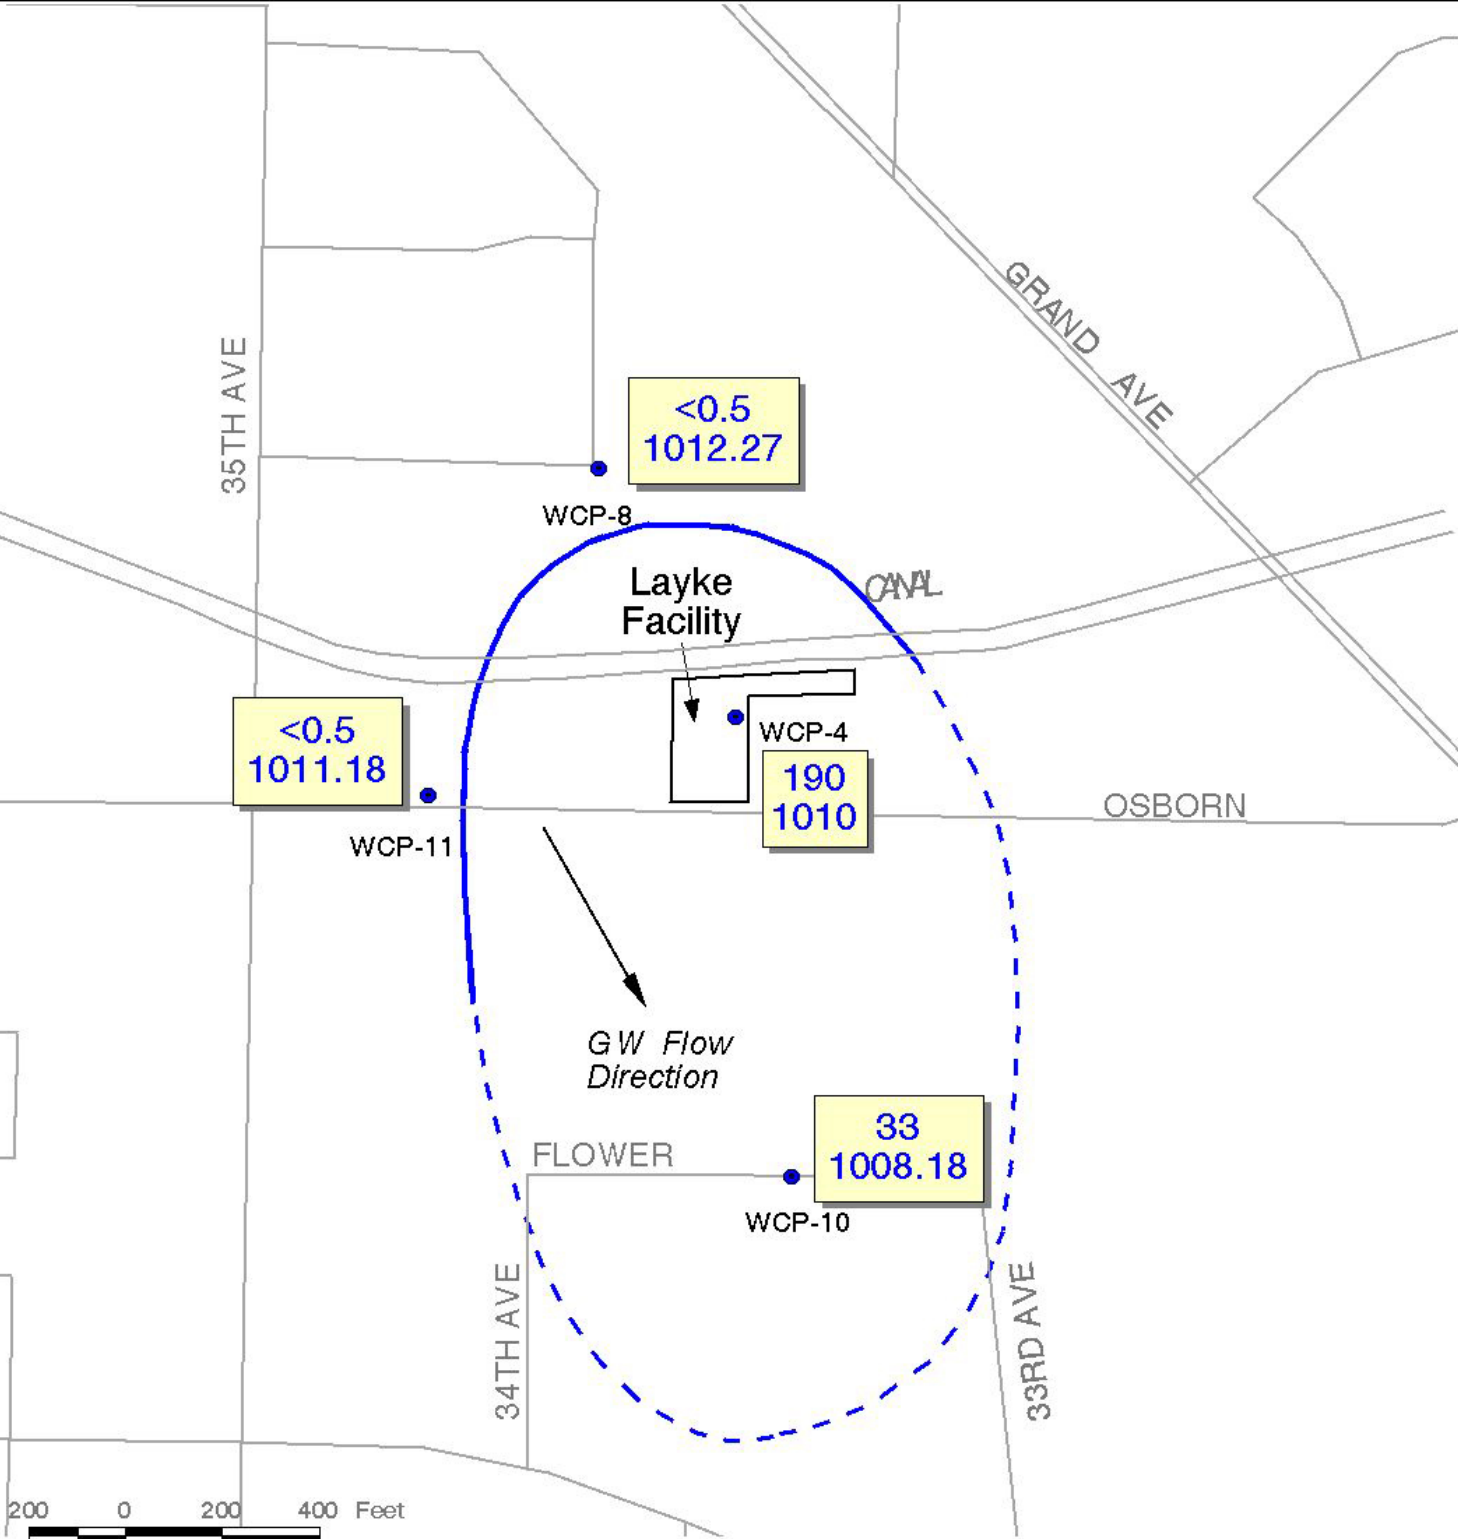 GRAND AVE
35TH AVE
<0.5
1012.27
WCP-8
Layke
Facility
CANAL
<0.5
1011.18
WCP-4
190
1010
OSBORN
WCP-11
GW Flow
Direction
33
1008.18
FLOWER
WCP-10
34TH AVE
33RD AVE
200 0 200 400 Feet